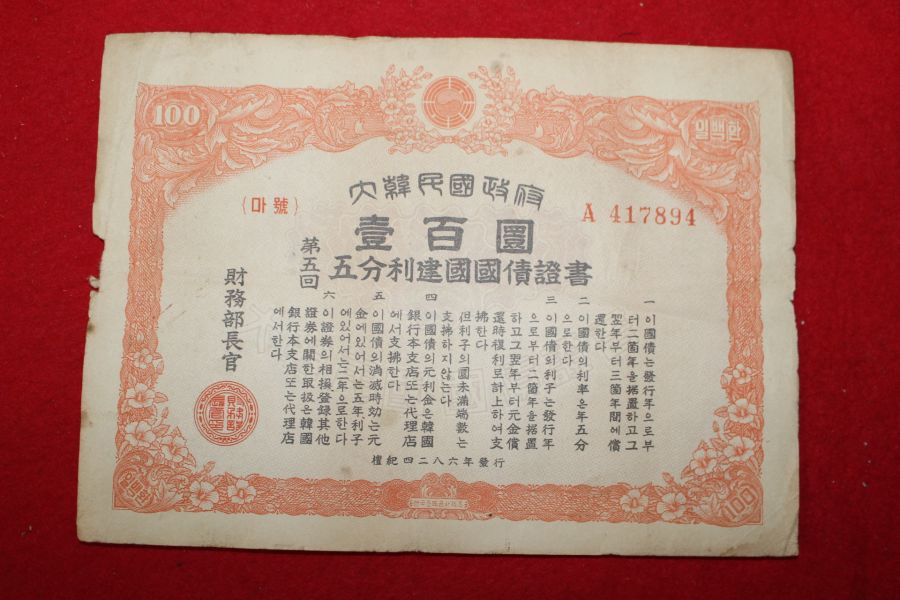 100
일백환
大韓民國政府
(마號)
A 417894
壹百圜
第五回
五分利建國國債證書
一 이國債는發行年으로부
터二箇年을据置하고그
翌年부터三箇年間에償
還한다
二 이國債의利率은年五分
으로한다
三 이國債의利子는發行年
으로부터二箇年을据置
하고그翌年부터元金償
還時複利로計上하여支
拂한다
但利子의圜未滿端數는
支拂하지않는다
四 이國債의元利金은韓國
銀行本支店또는代理店
에서支拂한다
五 이國債의消滅時効는元
金에있어서는五年利子
에있어서는二年으로한다
六 이證券의相損登錄其他
證券에關한取扱은韓國
銀行本支店또는代理店
에서한다
檀紀四二八六年發行
財務部長官
일백환
100